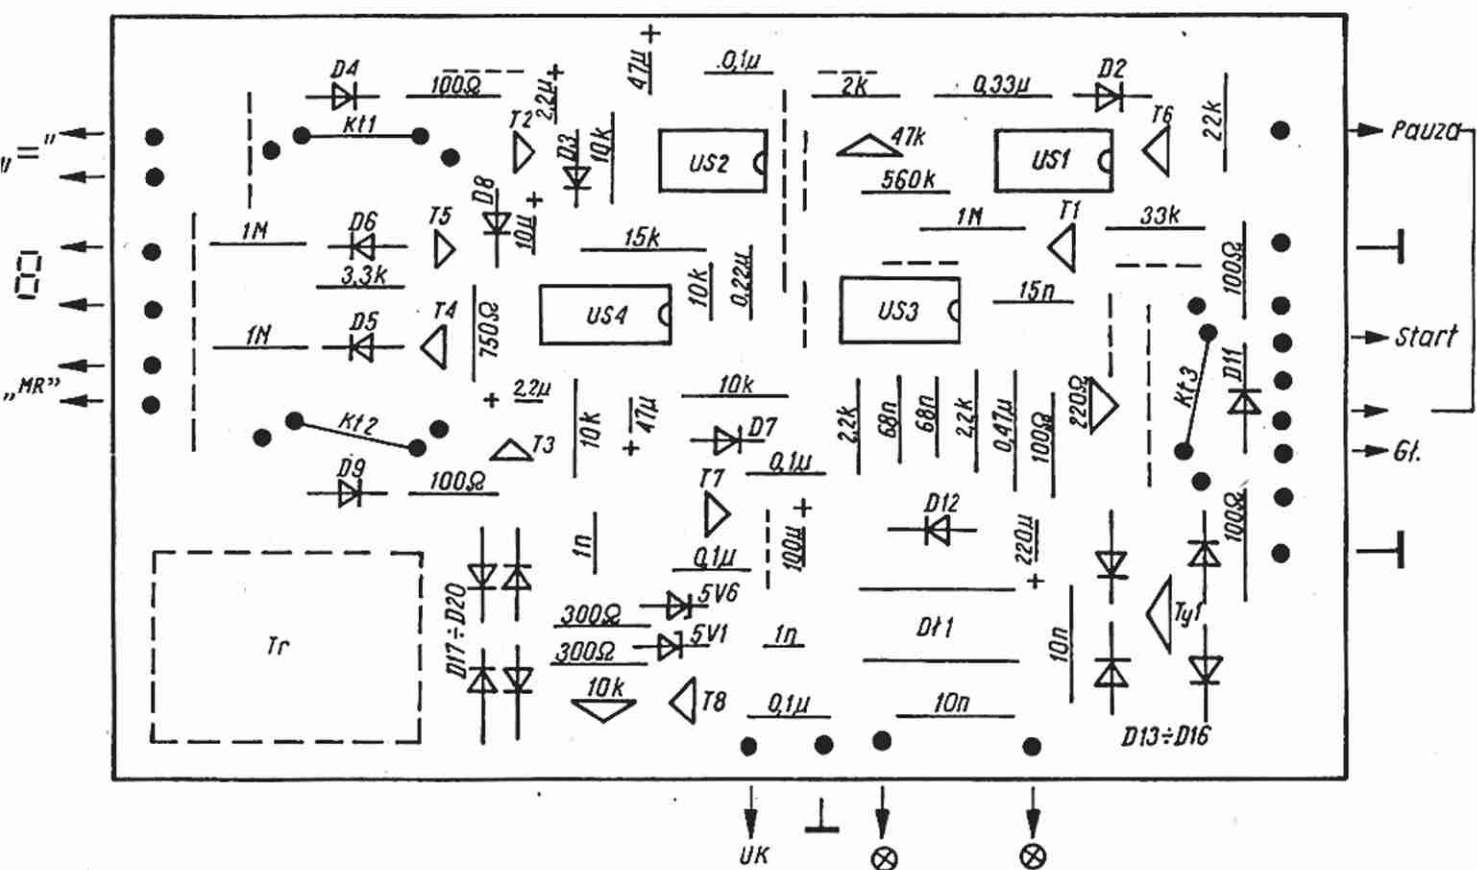 D4
100Ω
2,2µ
+
47µ
+
0,1µ
2k
0,33µ
D2
T6
22k
Pauza
„="
Kt1
T2
D3
10k
US2
47k
US1
560k
D8
+
10µ
1M
D6
T5
15k
1M
T1
33k
8
3,3k
10k
0,22µ
100Ω
US4
US3
15n
1M
D5
T4
750Ω
Start
„MR”
+
2,2µ
10k
47µ
+
10k
2,2k
68n
68n
2,2k
0,47µ
100Ω
220Ω
Kt3
D11
Kt2
T3
D7
Gł.
D9
100Ω
0,1µ
T7
+
100µ
D12
220µ
+
100Ω
1n
0,1µ
D17÷D20
5V6
300Ω
5V1
300Ω
1n
Dł1
10n
Ty1
Tr
10k
T8
0,1µ
10n
D13÷D16
UK